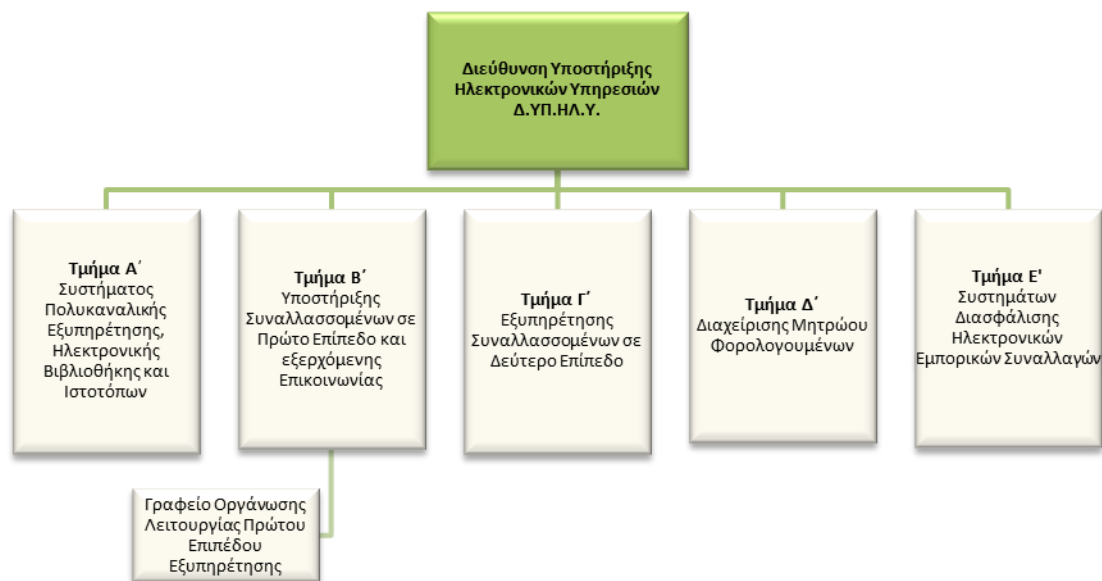 Διεύθυνση Υποστήριξης
Ηλεκτρονικών Υπηρεσιών
Δ.ΥΠ.ΗΛ.Υ.
Τμήμα Α΄
Συστήματος
Πολυκαναλικής
Εξυπηρέτησης,
Ηλεκτρονικής
Βιβλιοθήκης και
Ιστοτόπων
Τμήμα Β΄
Υποστήριξης
Συναλλασσομένων σε
Πρώτο Επίπεδο και
εξερχόμενης
Επικοινωνίας
Τμήμα Γ΄
Εξυπηρέτησης
Συναλλασσομένων σε
Δεύτερο Επίπεδο
Τμήμα Δ΄
Διαχείρισης Μητρώου
Φορολογουμένων
Τμήμα Ε'
Συστημάτων
Διασφάλισης
Ηλεκτρονικών
Εμπορικών Συναλλαγών
Γραφείο Οργάνωσης
Λειτουργίας Πρώτου
Επιπέδου
Εξυπηρέτησης